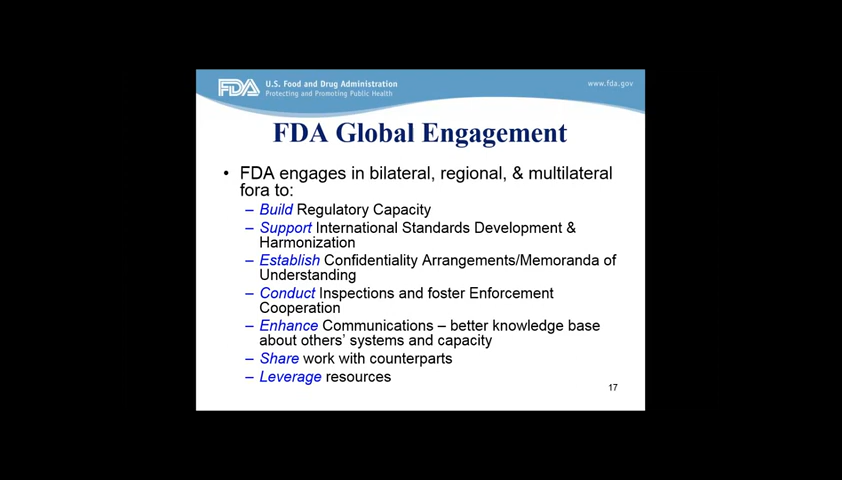 FDA U.S. Food and Drug Administration
Protecting and Promoting Public Health
www.fda.gov
FDA Global Engagement
• FDA engages in bilateral, regional, & multilateral
fora to:
– Build Regulatory Capacity
– Support International Standards Development &
Harmonization
– Establish Confidentiality Arrangements/Memoranda of
Understanding
– Conduct Inspections and foster Enforcement
Cooperation
– Enhance Communications – better knowledge base
about others' systems and capacity
– Share work with counterparts
– Leverage resources
17